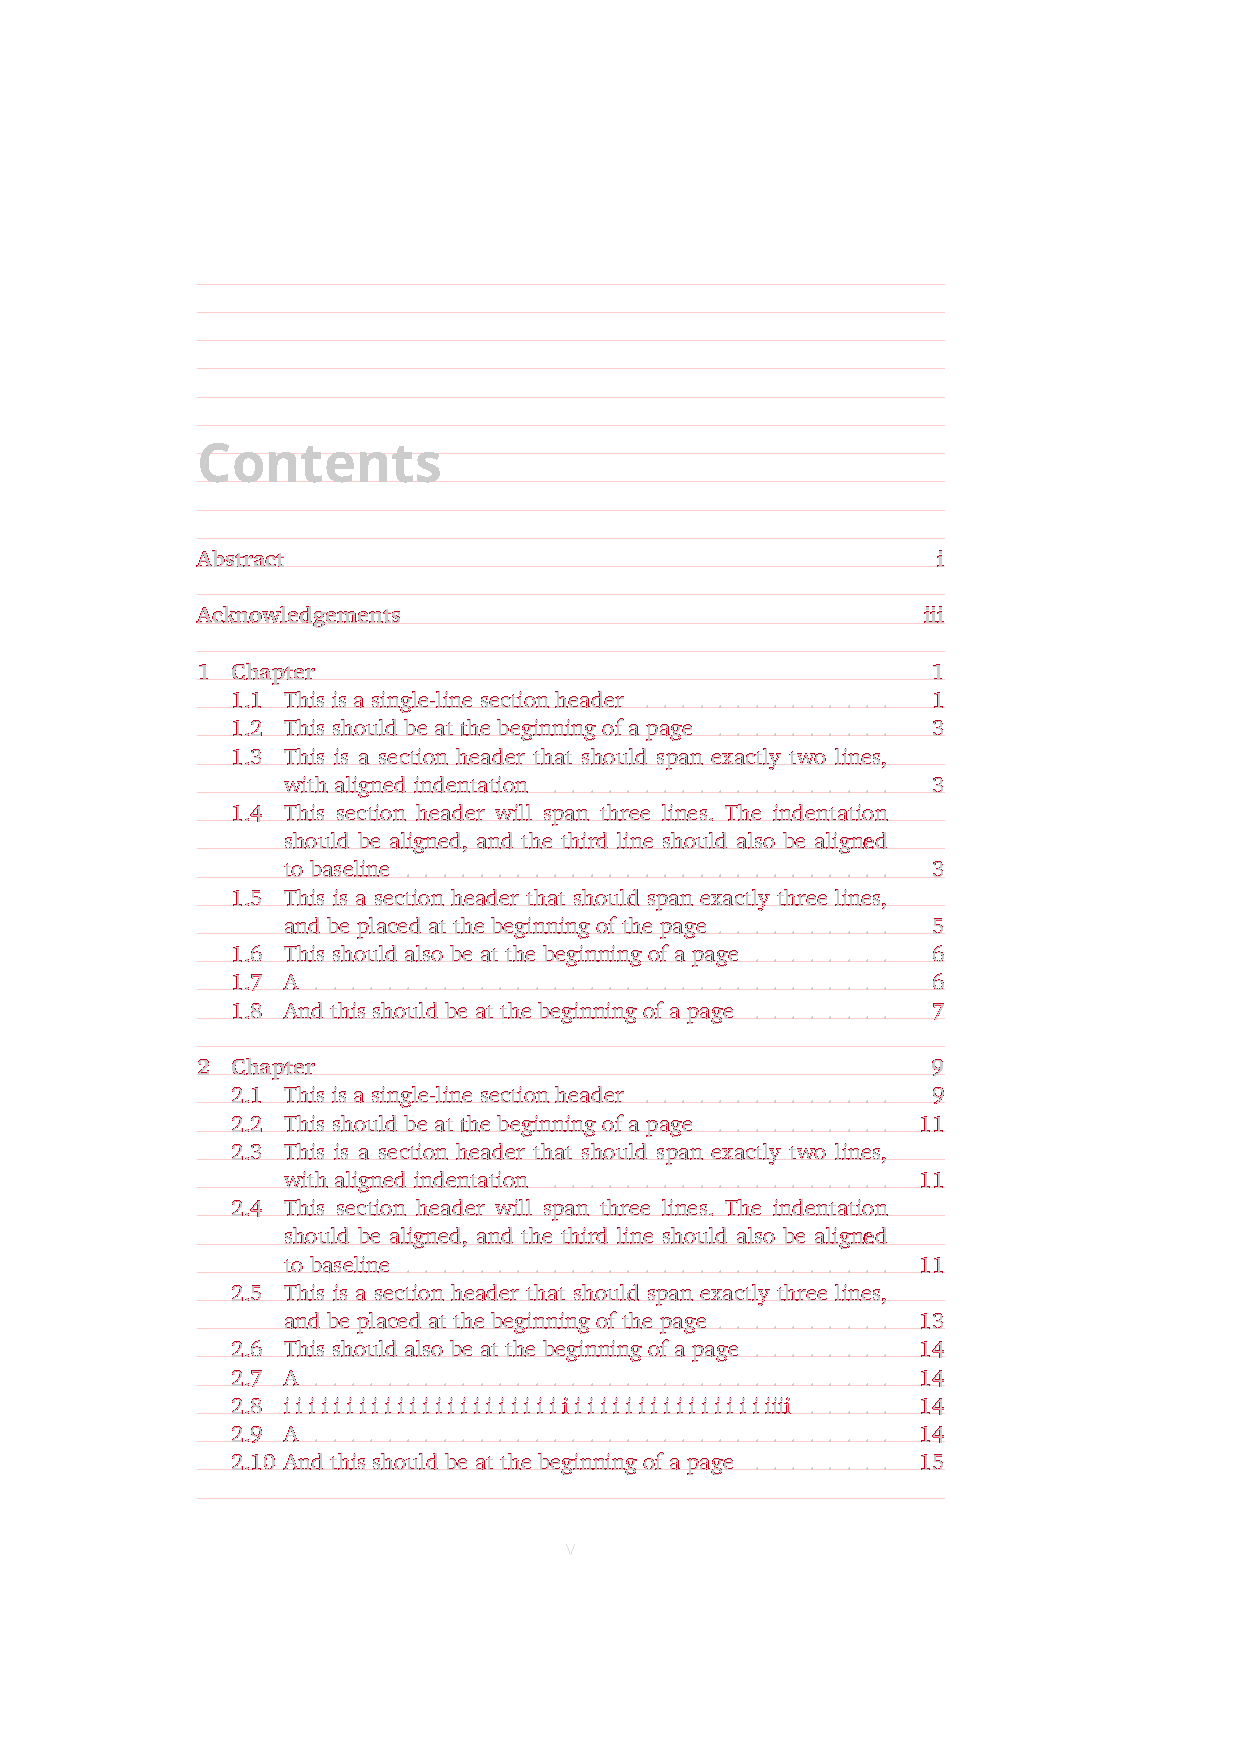 Contents
Abstract i
Acknowledgements iii
1 Chapter 1
1.1 This is a single-line section header . . . . . . . . . . . . . . 1
1.2 This should be at the beginning of a page . . . . . . . . . . 3
1.3 This is a section header that should span exactly two lines,
with aligned indentation . . . . . . . . . . . . . . . . . . . 3
1.4 This section header will span three lines. The indentation
should be aligned, and the third line should also be aligned
to baseline . . . . . . . . . . . . . . . . . . . . . . . . . . . 3
1.5 This is a section header that should span exactly three lines,
and be placed at the beginning of the page . . . . . . . . . . 5
1.6 This should also be at the beginning of a page . . . . . . . . 6
1.7 A . . . . . . . . . . . . . . . . . . . . . . . . . . . . . . . . 6
1.8 And this should be at the beginning of a page . . . . . . . . 7
2 Chapter 9
2.1 This is a single-line section header . . . . . . . . . . . . . . 9
2.2 This should be at the beginning of a page . . . . . . . . . . 11
2.3 This is a section header that should span exactly two lines,
with aligned indentation . . . . . . . . . . . . . . . . . . . 11
2.4 This section header will span three lines. The indentation
should be aligned, and the third line should also be aligned
to baseline . . . . . . . . . . . . . . . . . . . . . . . . . . . 11
2.5 This is a section header that should span exactly three lines,
and be placed at the beginning of the page . . . . . . . . . . 13
2.6 This should also be at the beginning of a page . . . . . . . . 14
2.7 A . . . . . . . . . . . . . . . . . . . . . . . . . . . . . . . . 14
2.8 i i i i i i i i i i i i i i i i i i i i i i i i i i i i i i i i i i i i i i i iiii . . . . . 14
2.9 A . . . . . . . . . . . . . . . . . . . . . . . . . . . . . . . . 14
2.10 And this should be at the beginning of a page . . . . . . . . 15
v